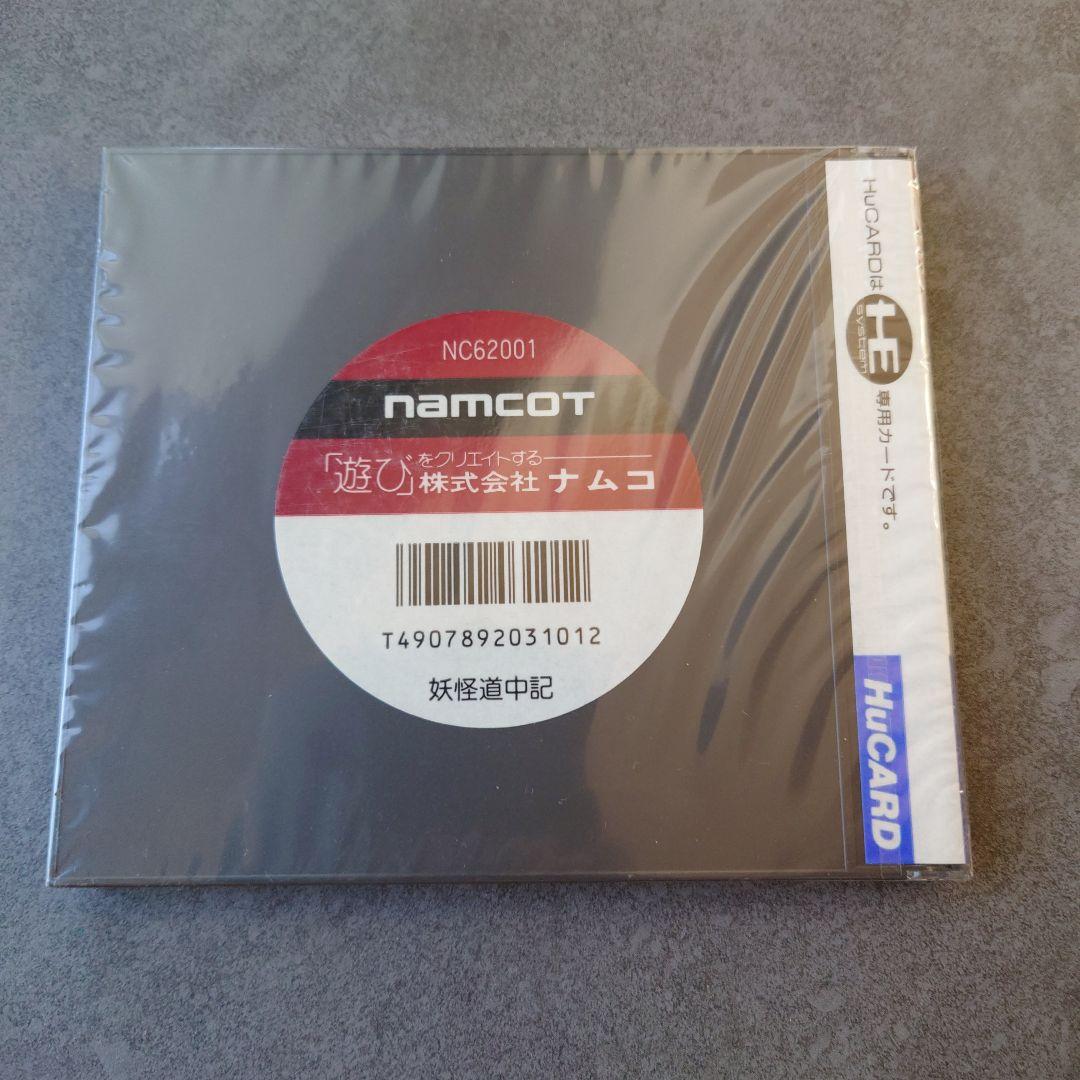 NC62001
namcot
「遊び」をクリエイトする
株式会社ナムコ
T4907892031012
妖怪道中記
HuCARDは
HE
system
専用カードです。
HuCARD